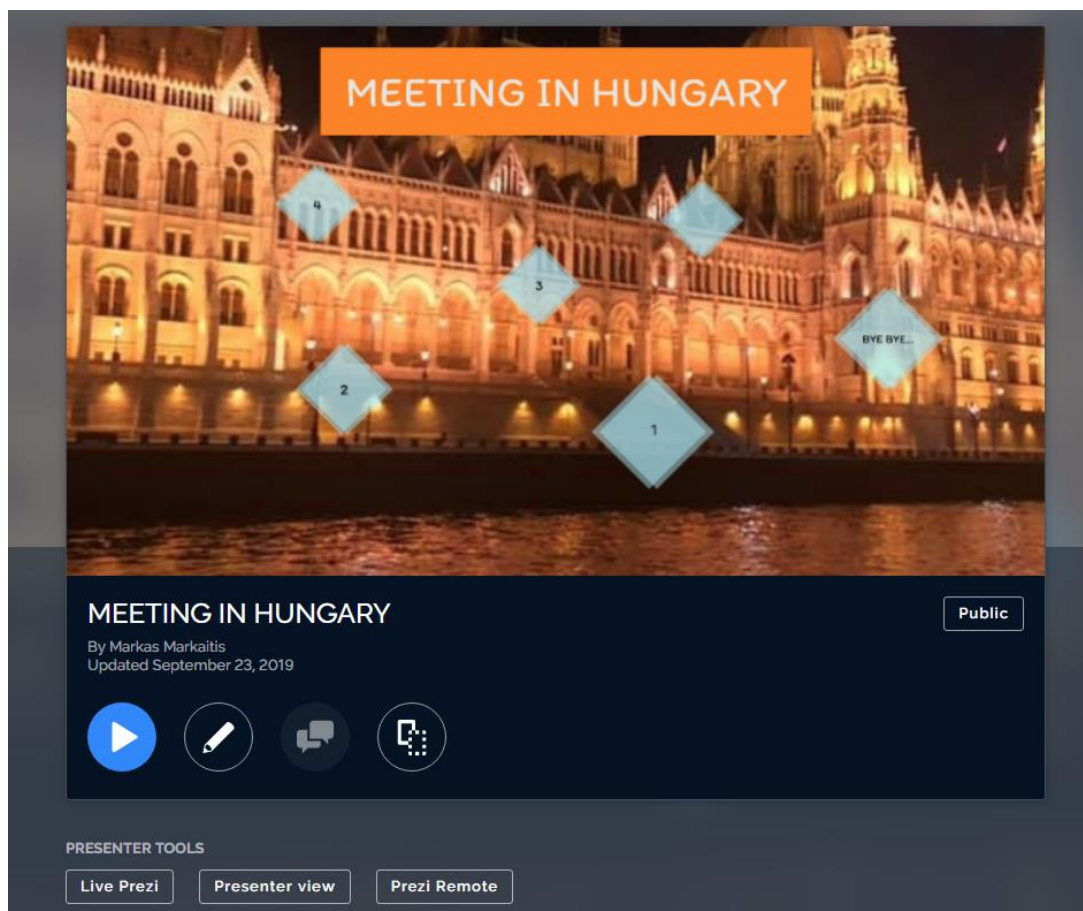 MEETING IN HUNGARY
4
3
BYE BYE...
2
1
MEETING IN HUNGARY
Public
By Markas Markaitis
Updated September 23, 2019
PRESENTER TOOLS
Live Prezi
Presenter view
Prezi Remote